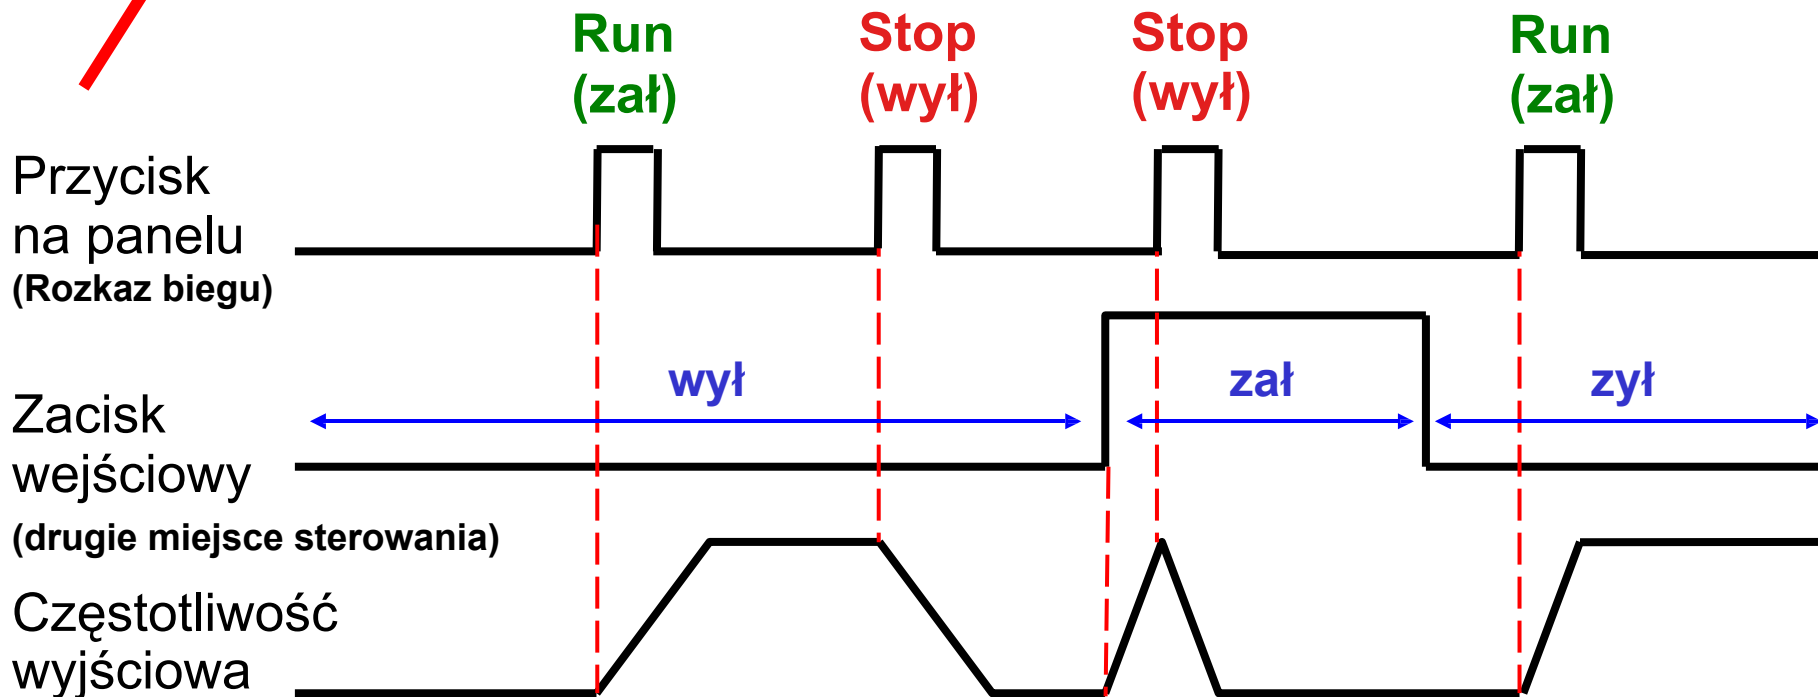 Run
(zał)
Stop
(wył)
Stop
(wył)
Run
(zał)
Przycisk
na panelu
(Rozkaz biegu)
wył
zał
zył
Zacisk
wejściowy
(drugie miejsce sterowania)
Częstotliwość
wyjściowa